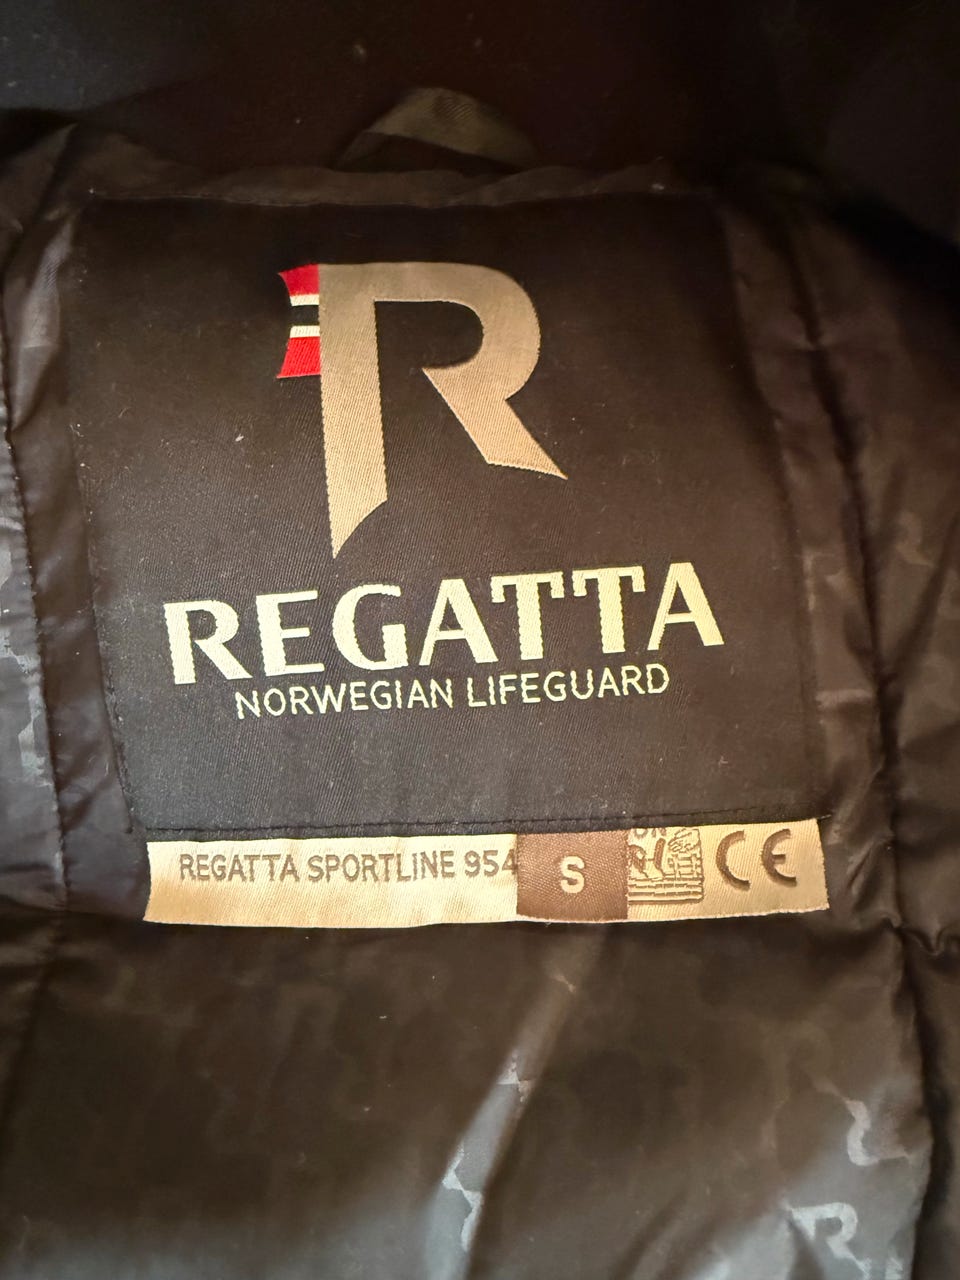 R
REGATTA
NORWEGIAN LIFEGUARD
REGATTA SPORTLINE 954
S
CE
R